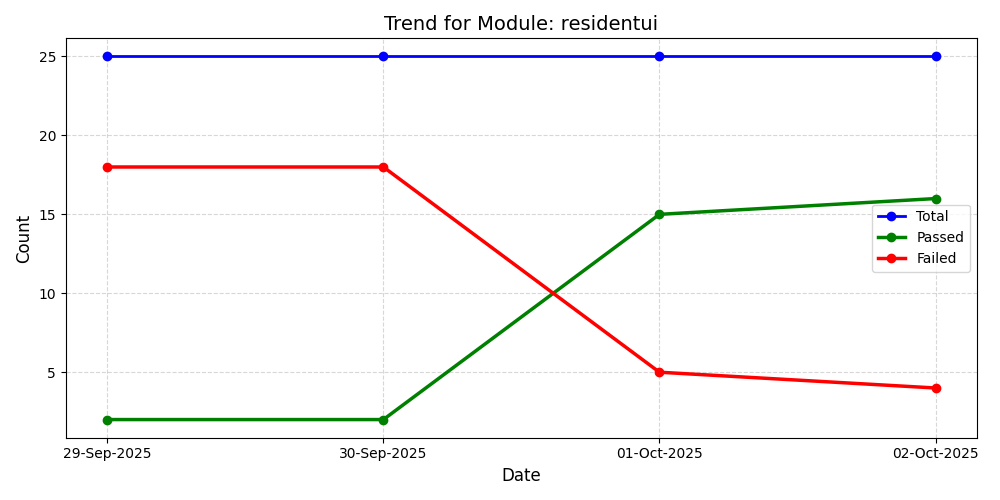 Trend for Module: residentui
25
20
15
10
5
Count
Total
Passed
Failed
29-Sep-2025
30-Sep-2025
01-Oct-2025
02-Oct-2025
Date